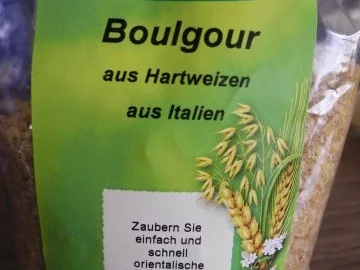 Boulgour
aus Hartweizen
aus Italien
Zaubern Sie
einfach und
schnell
orientalische